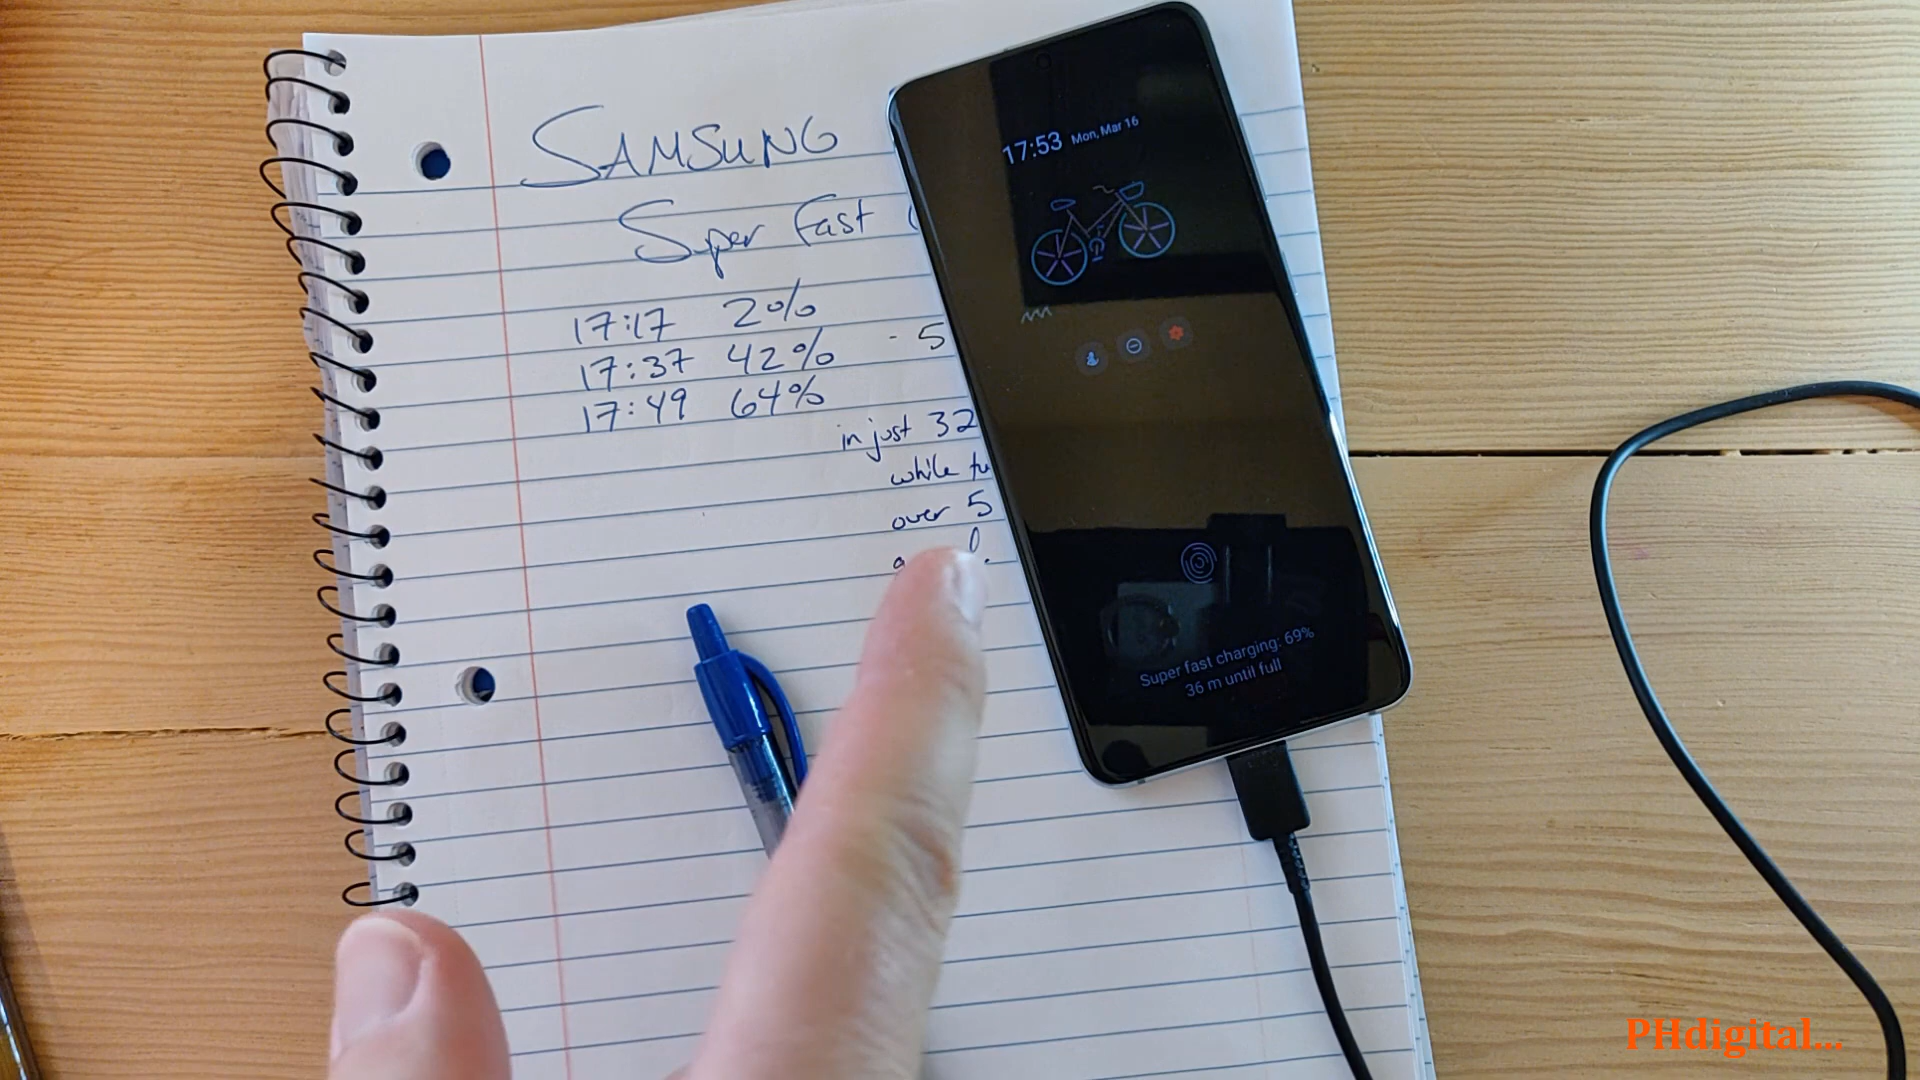 SAMSUNG
Super Fast
17:17 2%
17:37 42% - 5
17:49 64%
in just 32
while
over 5
17:53 Mon, Mar 16
Super fast charging: 69%
36 m until full
PHdigital...